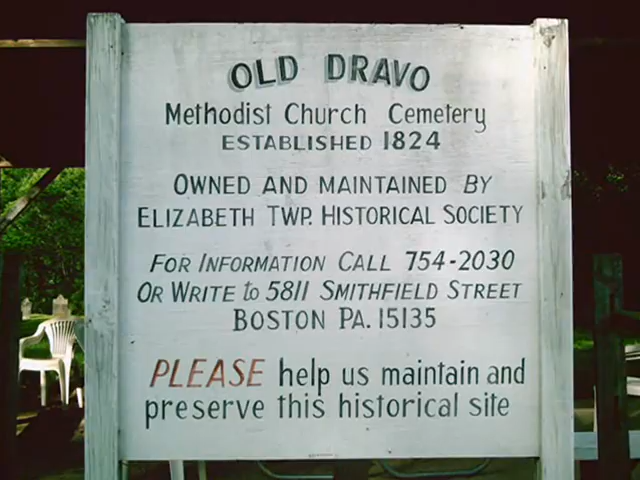 OLD DRAVO
Methodist Church Cemetery
ESTABLISHED 1824
OWNED AND MAINTAINED BY
ELIZABETH TWP. HISTORICAL SOCIETY
FOR INFORMATION CALL 754-2030
OR WRITE to 5811 SMITHFIELD STREET
BOSTON PA. 15135
PLEASE help us maintain and
preserve this historical site